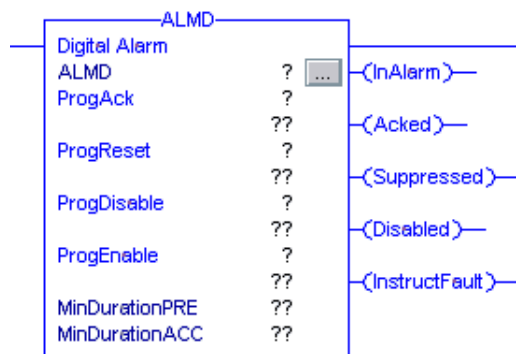 ALMD
Digital Alarm
ALMD ? ... (InAlarm)
ProgAck ?
?? (Acked)
ProgReset ?
?? (Suppressed)
ProgDisable ?
?? (Disabled)
ProgEnable ?
?? (InstructFault)
MinDurationPRE ??
MinDurationACC ??